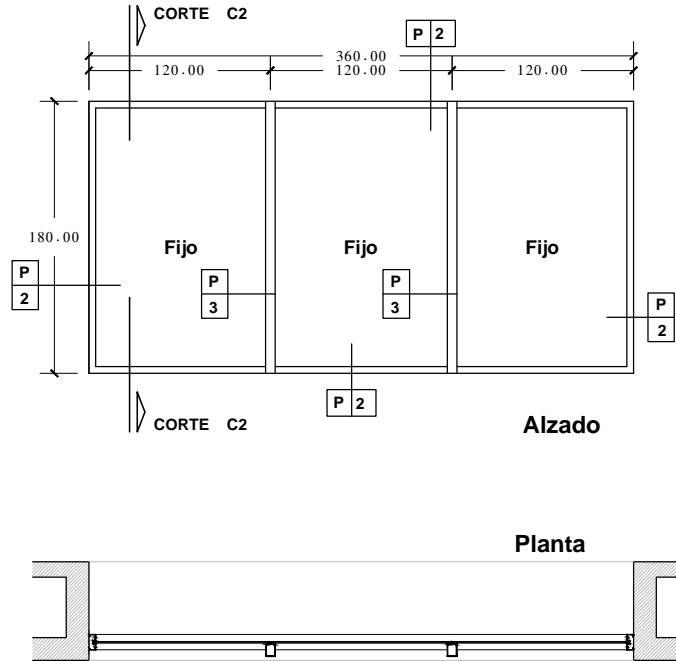 CORTE C2
P 2
360.00
120.00 120.00 120.00
180.00
Fijo Fijo Fijo
P
2
P
3
P
3
P
2
P 2
CORTE C2
Alzado
Planta